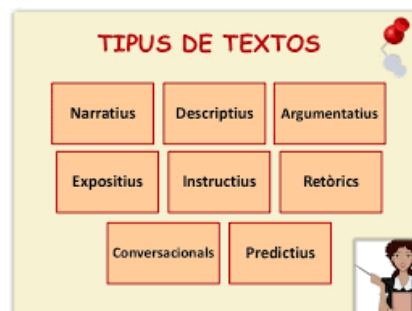 TIPUS DE TEXTOS
Narratius Descriptius Argumentatius
Expositius Instructius Retòrics
Conversacionals Predictius